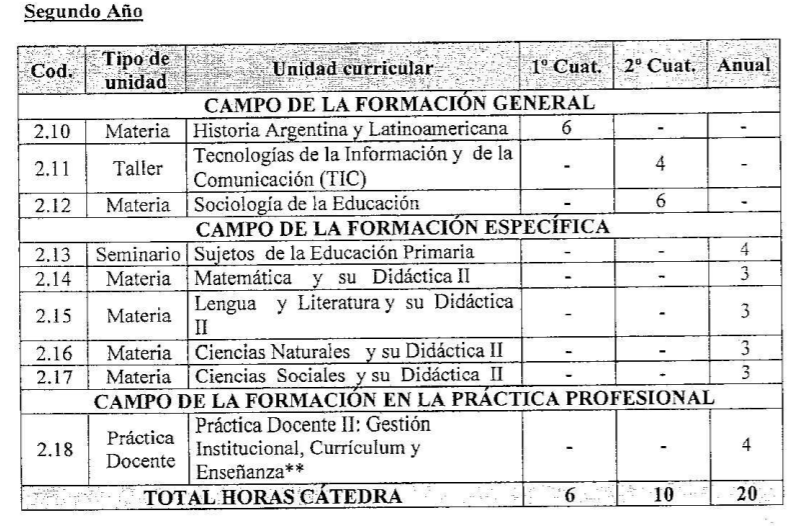 Segundo Año
Cod. Tipo de unidad Unidad curricular 1º Cuat. 2º Cuat. Anual
CAMPO DE LA FORMACIÓN GENERAL
2.10 Materia Historia Argentina y Latinoamericana 6 - -
2.11 Taller Tecnologías de la Información y de la
Comunicación (TIC) - 4 -
2.12 Materia Sociología de la Educación - 6 -
CAMPO DE LA FORMACIÓN ESPECÍFICA
2.13 Seminario Sujetos de la Educación Primaria - - 4
2.14 Materia Matemática y su Didáctica II - - 3
2.15 Materia Lengua y Literatura y su Didáctica
II - - 3
2.16 Materia Ciencias Naturales y su Didáctica II - - 3
2.17 Materia Ciencias Sociales y su Didáctica II - - 3
CAMPO DE LA FORMACIÓN EN LA PRÁCTICA PROFESIONAL
2.18 Práctica Docente Práctica Docente II: Gestión
Institucional, Currículum y
Enseñanza** - - 4
TOTAL HORAS CÁTEDRA 6 10 20